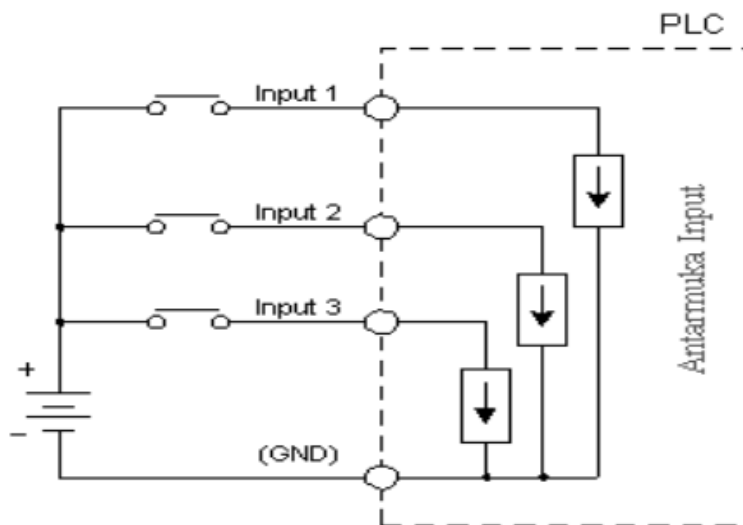 PLC
Input 1
Input 2
Input 3
+
−
(GND)
Antarmuka Input